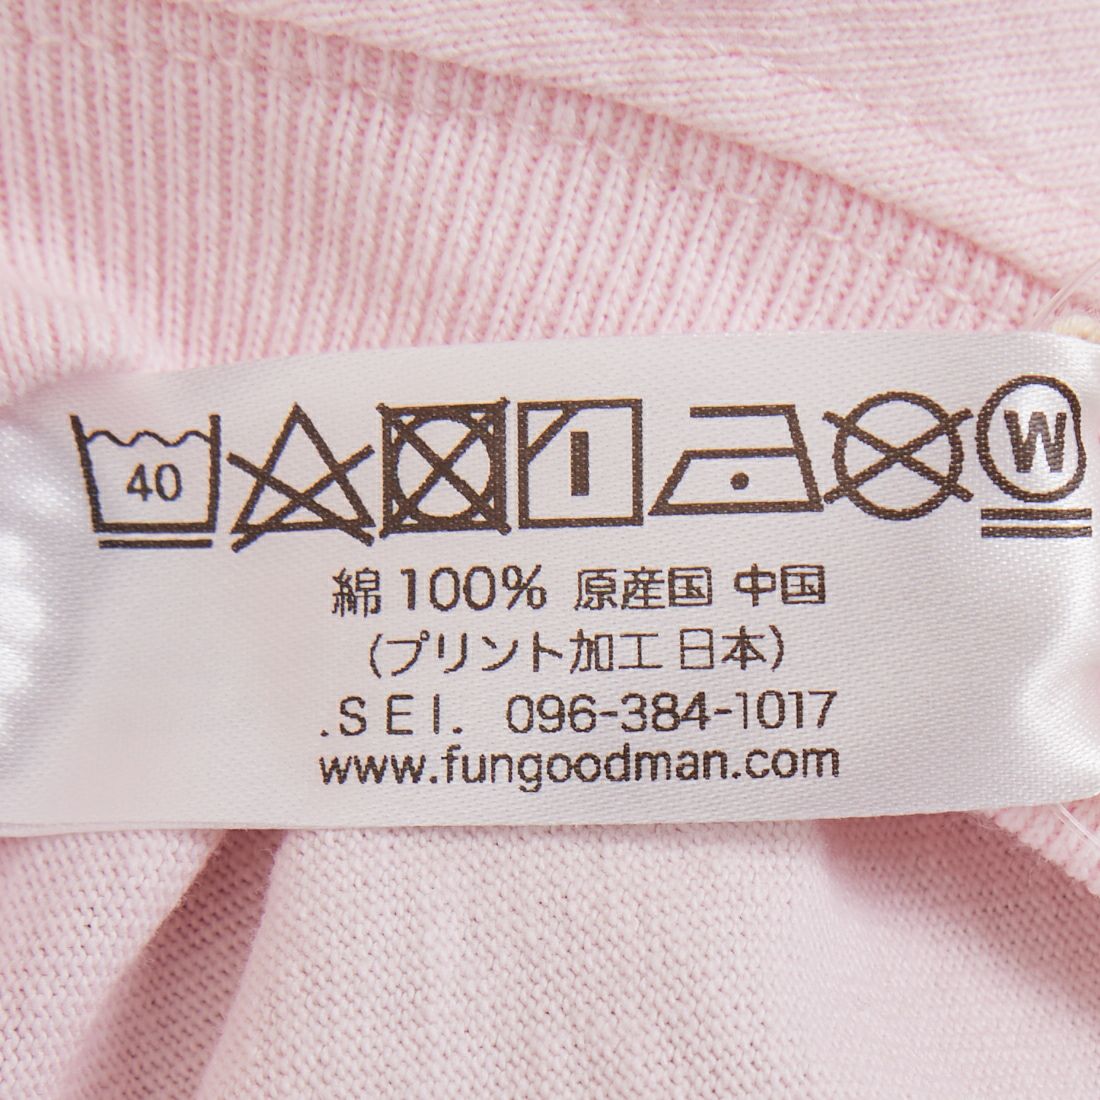 40
W
綿 100% 原産国 中国
(プリント加工 日本)
.SEI. 096-384-1017
www.fungoodman.com